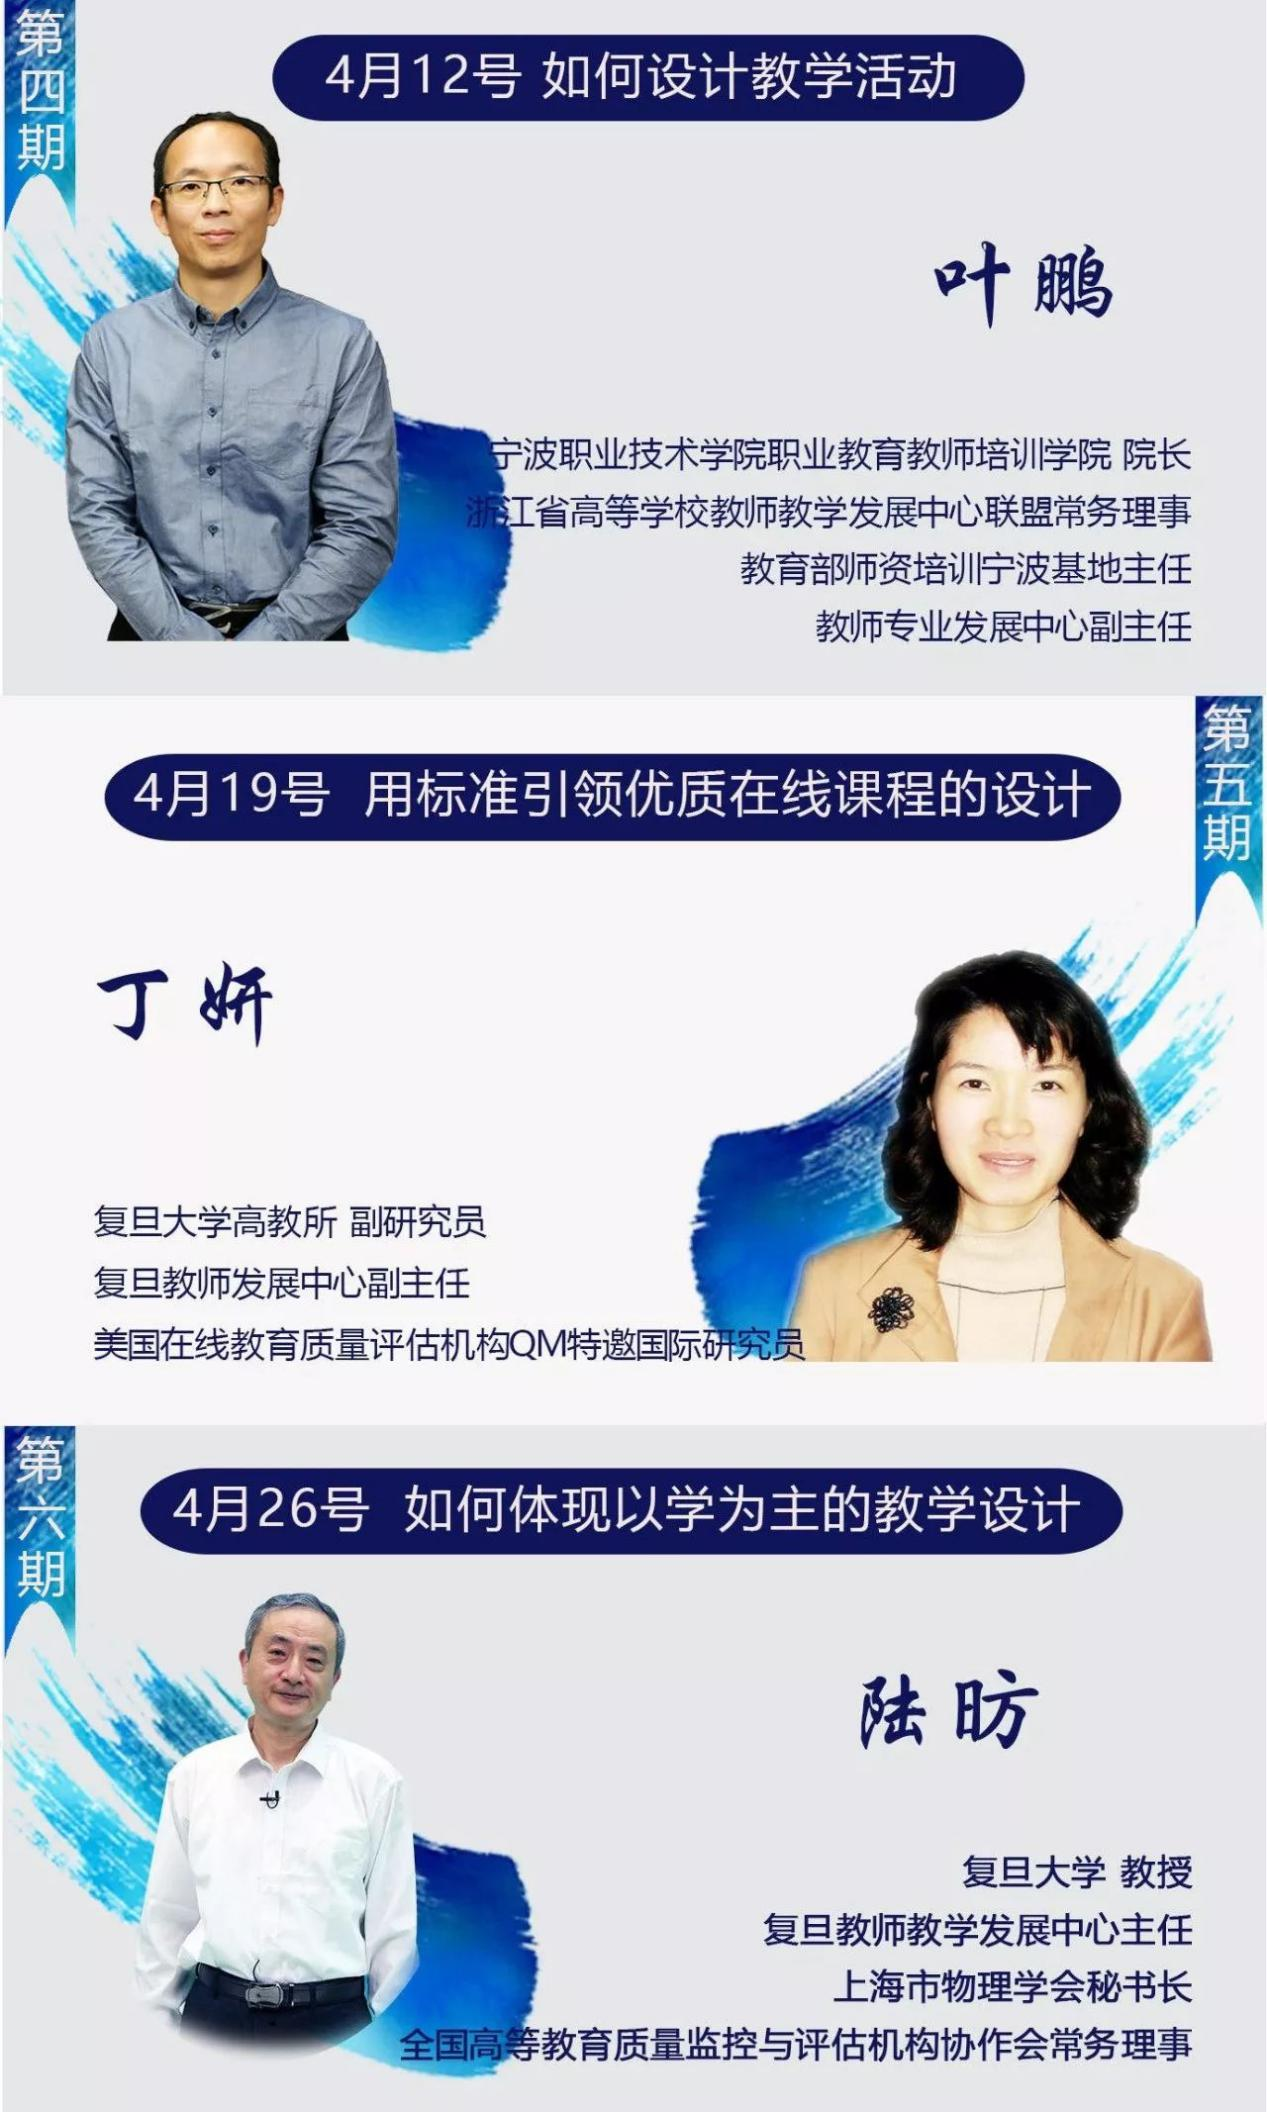 第四期
4月12号 如何设计教学活动
叶鹏
宁波职业技术学院职业教育教师培训学院 院长
浙江省高等学校教师教学发展中心联盟常务理事
教育部师资培训宁波基地主任
教师专业发展中心副主任
第五期
4月19号 用标准引领优质在线课程的设计
丁妍
复旦大学高教所 副研究员
复旦教师发展中心副主任
美国在线教育质量评估机构QM特邀国际研究员
第六期
4月26号 如何体现以学为主的教学设计
陆昉
复旦大学 教授
复旦教师教学发展中心主任
上海市物理学会秘书长
全国高等教育质量监控与评估机构协作会常务理事